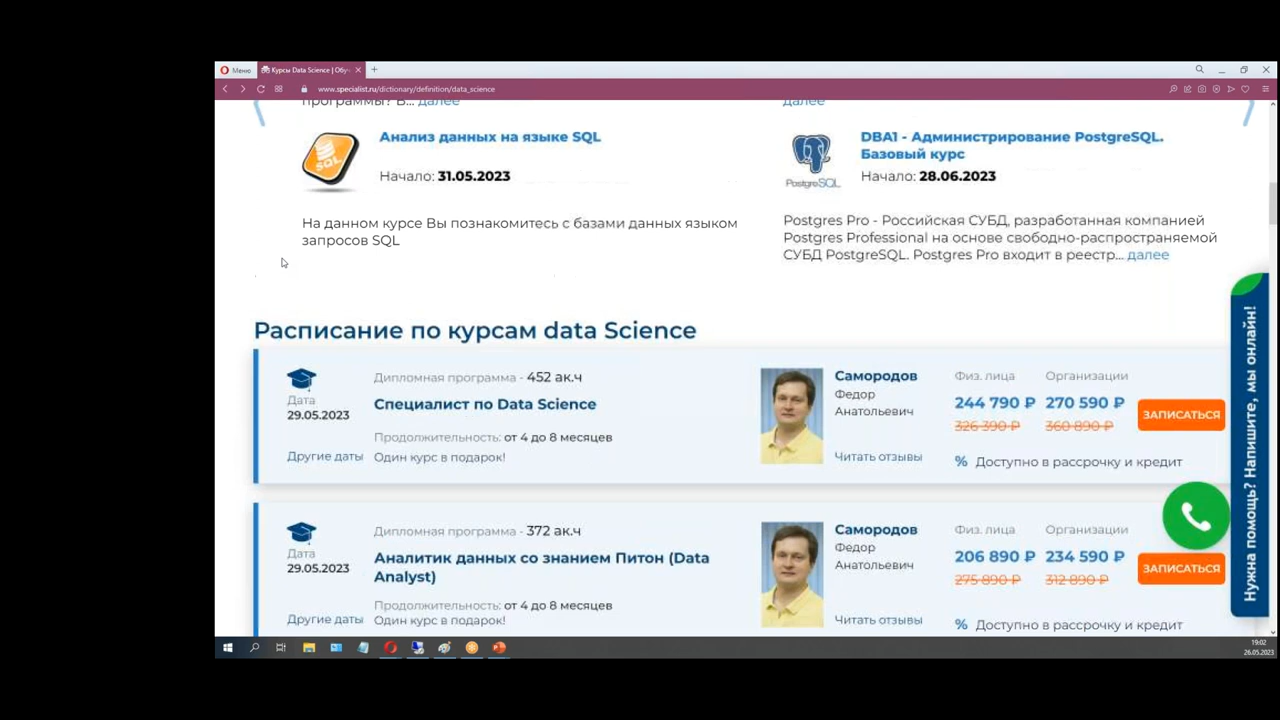 Меню
Курсы Data Science | Обу
www.specialist.ru/dictionary/definition/data_science
программы? В... далее
далее
SQL
Анализ данных на языке SQL
Начало: 31.05.2023
На данном курсе Вы познакомитесь с базами данных языком
запросов SQL
PostgreSQL
DBA1 - Администрирование PostgreSQL.
Базовый курс
Начало: 28.06.2023
Postgres Pro - Российская СУБД, разработанная компанией
Postgres Professional на основе свободно-распространяемой
СУБД PostgreSQL. Postgres Pro входит в реестр... далее
Расписание по курсам data Science
Дата
29.05.2023
Другие даты
Дипломная программа - 452 ак.ч
Специалист по Data Science
Продолжительность: от 4 до 8 месяцев
Один курс в подарок!
Самородов
Федор
Анатольевич
Читать отзывы
Физ. лица
Организации
244 790 ₽
270 590 ₽
326 390 ₽
360 890 ₽
% Доступно в рассрочку и кредит
ЗАПИСАТЬСЯ
Дата
29.05.2023
Другие даты
Дипломная программа - 372 ак.ч
Аналитик данных со знанием Питон (Data
Analyst)
Продолжительность: от 4 до 8 месяцев
Один курс в подарок!
Самородов
Федор
Анатольевич
Читать отзывы
Физ. лица
Организации
206 890 ₽
234 590 ₽
275 890 ₽
312 890 ₽
% Доступно в рассрочку и кредит
ЗАПИСАТЬСЯ
Нужна помощь? Напишите, мы онлайн!
19:02
26.05.2023